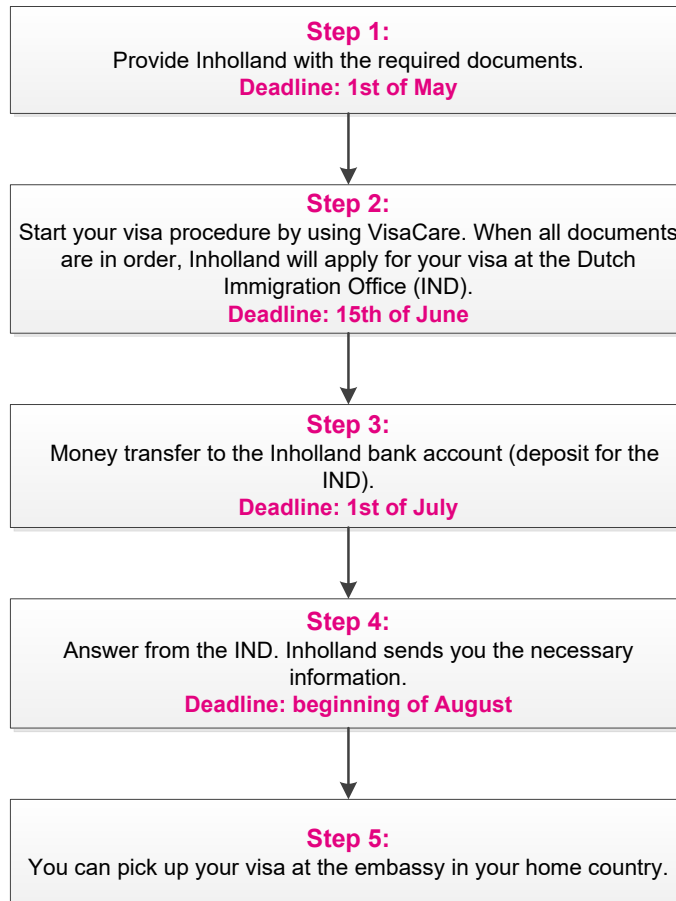 Step 1:
Provide Inholland with the required documents.
Deadline: 1st of May
Step 2:
Start your visa procedure by using VisaCare. When all documents
are in order, Inholland will apply for your visa at the Dutch
Immigration Office (IND).
Deadline: 15th of June
Step 3:
Money transfer to the Inholland bank account (deposit for the
IND).
Deadline: 1st of July
Step 4:
Answer from the IND. Inholland sends you the necessary
information.
Deadline: beginning of August
Step 5:
You can pick up your visa at the embassy in your home country.